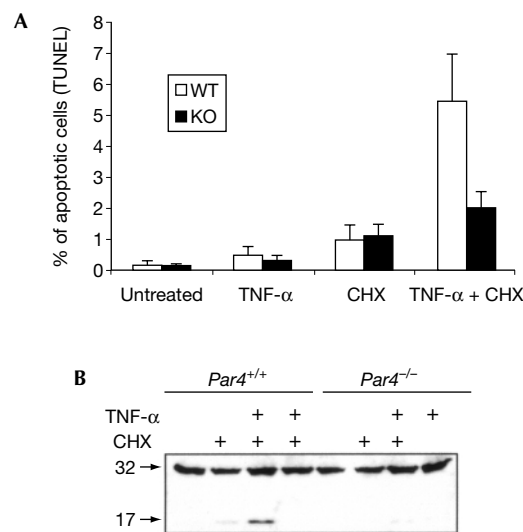 A
% of apoptotic cells (TUNEL)
8
7
6
5
4
3
2
1
0
WT
KO
Untreated TNF-α CHX TNF-α + CHX
B
Par4+/+ Par4−/−
TNF-α + + + +
CHX + + + + +
32
17